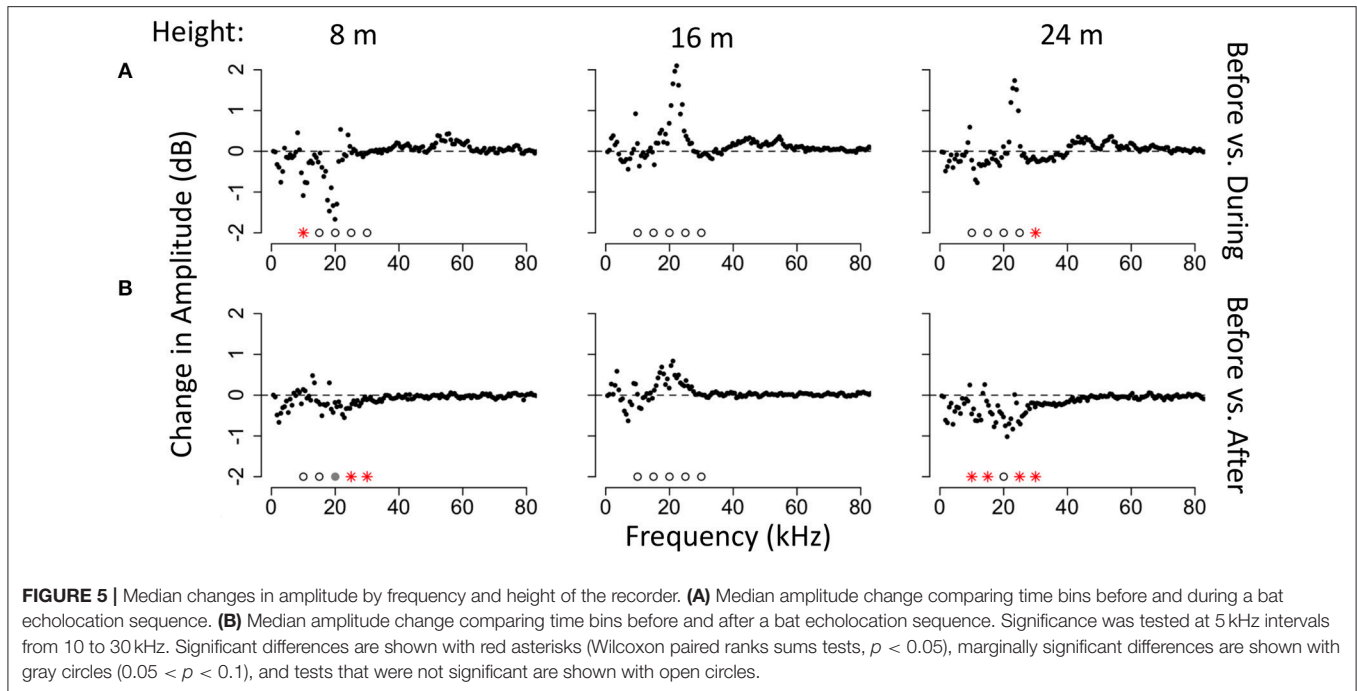 Height: 8 m 16 m 24 m
A
2
1
0
-1
-2
0 20 40 60 80
0 20 40 60 80
0 20 40 60 80
Before vs. During
B
2
1
0
-1
-2
0 20 40 60 80
0 20 40 60 80
0 20 40 60 80
Before vs. After
Change in Amplitude (dB)
Frequency (kHz)
FIGURE 5 | Median changes in amplitude by frequency and height of the recorder. (A) Median amplitude change comparing time bins before and during a bat
echolocation sequence. (B) Median amplitude change comparing time bins before and after a bat echolocation sequence. Significance was tested at 5 kHz intervals
from 10 to 30 kHz. Significant differences are shown with red asterisks (Wilcoxon paired ranks sums tests, p < 0.05), marginally significant differences are shown with
gray circles (0.05 < p < 0.1), and tests that were not significant are shown with open circles.